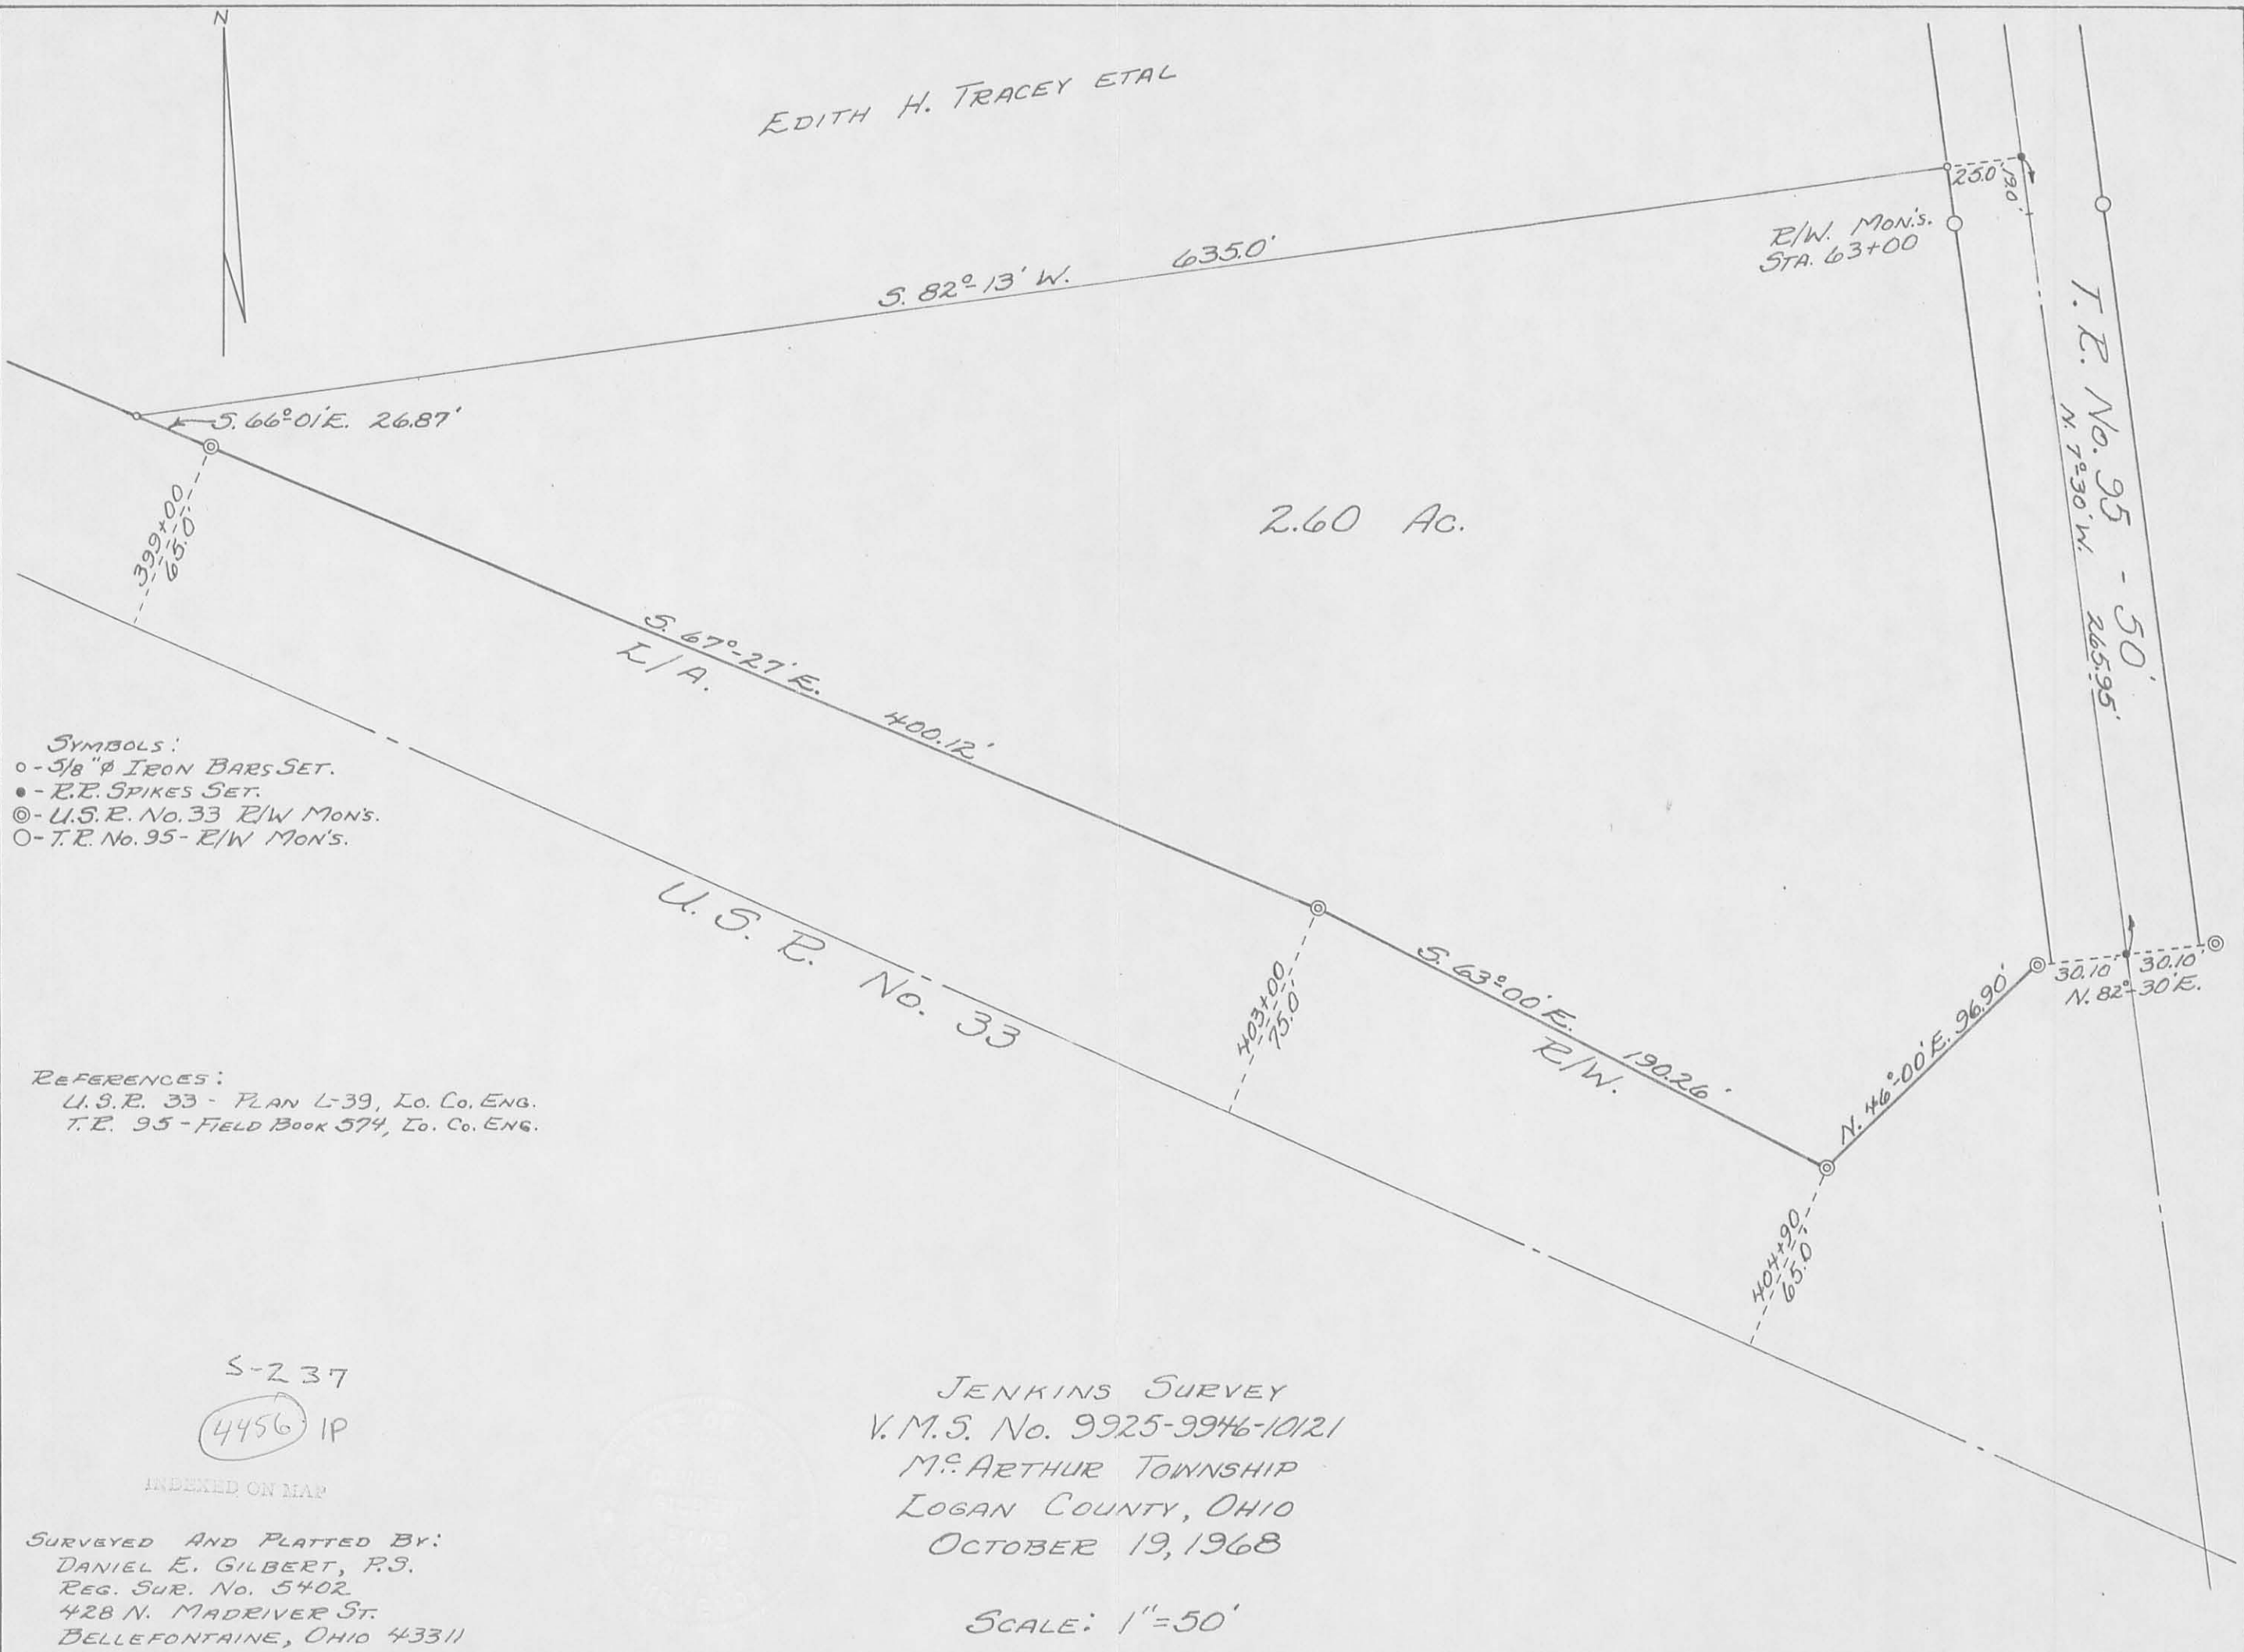 N
EDITH H. TRACEY ETAL
25.0'
19.0'
R/W. MON'S.
STA. 63+00
S. 82°-13' W. 635.0'
T. R. No. 95 - 50'
N. 7°-30' W. 265.95'
S. 66°-01' E. 26.87'
399+00
65.0'
2.60 AC.
S. 67°-27' E. 400.12'
L/A.
SYMBOLS:
o - 5/8"ø IRON BARS SET.
● - R.R. SPIKES SET.
◎ - U.S.R. No. 33 R/W MON'S.
O - T.R. No. 95 - R/W MON'S.
U. S. R. No. 33
403+00
75.0'
S. 63°-00' E. 190.26'
R/W.
N. 46°-00' E. 96.90'
30.10' 30.10'
N. 82°-30' E.
404+90
65.0'
REFERENCES:
U.S.R. 33 - PLAN L-39, LO. CO. ENG.
T.R. 95 - FIELD BOOK 574, LO. CO. ENG.
S-237
4456 IP
INDEXED ON MAP
SURVEYED AND PLATTED BY:
DANIEL E. GILBERT, P.S.
REG. SUR. No. 5402
428 N. MADRIVER ST.
BELLEFONTAINE, OHIO 43311
JENKINS SURVEY
V.M.S. No. 9925-9946-10121
Mc ARTHUR TOWNSHIP
LOGAN COUNTY, OHIO
OCTOBER 19, 1968
SCALE: 1"=50'